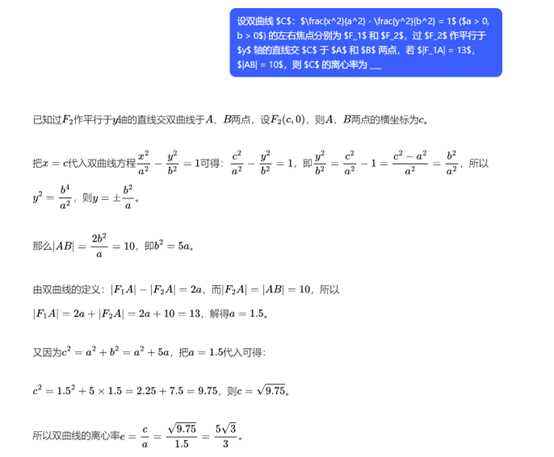 设双曲线 $C$: $\frac{x^2}{a^2} - \frac{y^2}{b^2} = 1$ ($a > 0,
b > 0$) 的左右焦点分别为 $F_1$ 和 $F_2$，过 $F_2$ 作平行于
$y$ 轴的直线交 $C$ 于 $A$ 和 $B$ 两点，若 $|F_1A| = 13$，
$|AB| = 10$，则 $C$ 的离心率为 ___
已知过$F_2$作平行于$y$轴的直线交双曲线于$A$、$B$两点，设$F_2(c, 0)$，则$A$，$B$两点的横坐标为$c$。
把$x = c$代入双曲线方程$\frac{x^2}{a^2} - \frac{y^2}{b^2} = 1$可得：$\frac{c^2}{a^2} - \frac{y^2}{b^2} = 1$，即$\frac{y^2}{b^2} = \frac{c^2}{a^2} - 1 = \frac{c^2 - a^2}{a^2} = \frac{b^2}{a^2}$，所以
$y^2 = \frac{b^4}{a^2}$，则$y = \pm\frac{b^2}{a}$。
那么$|AB| = \frac{2b^2}{a} = 10$，即$b^2 = 5a$。
由双曲线的定义：$|F_1A| - |F_2A| = 2a$，而$|F_2A| = |AB| = 10$，所以
$|F_1A| = 2a + |F_2A| = 2a + 10 = 13$，解得$a = 1.5$。
又因为$c^2 = a^2 + b^2 = a^2 + 5a$，把$a = 1.5$代入可得：
$c^2 = 1.5^2 + 5 \times 1.5 = 2.25 + 7.5 = 9.75$，则$c = \sqrt{9.75}$。
所以双曲线的离心率$e = \frac{c}{a} = \frac{\sqrt{9.75}}{1.5} = \frac{5\sqrt{3}}{3}$。